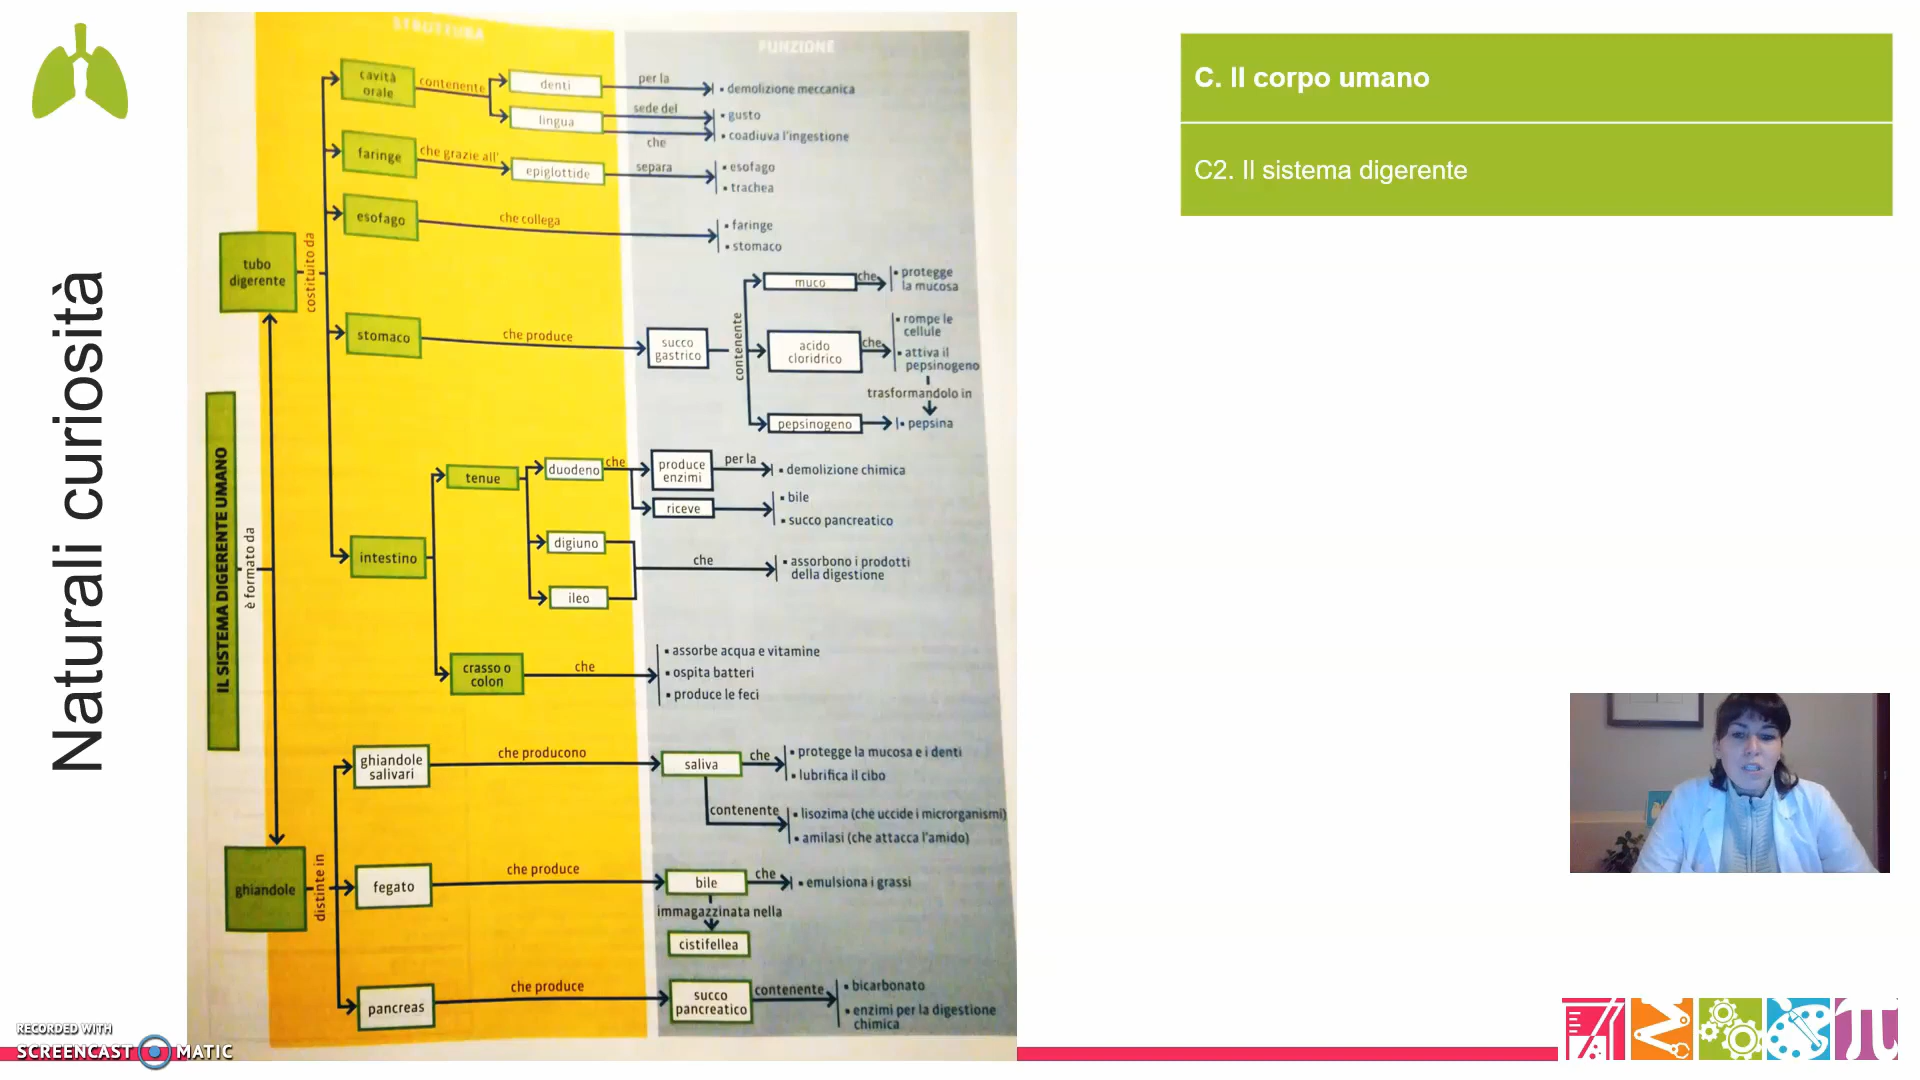 Naturali curiosità
STRUTTURA
FUNZIONE
IL SISTEMA DIGERENTE UMANO
è formato da
tubo
digerente
costituito da
cavità
orale
contenente
denti
per la
▪ demolizione meccanica
lingua
sede del
▪ gusto
che
▪ coadiuva l'ingestione
faringe
che grazie all'
epiglottide
separa
▪ esofago
▪ trachea
esofago
che collega
▪ faringe
▪ stomaco
stomaco
che produce
succo
gastrico
contenente
muco
che
▪ protegge
la mucosa
acido
cloridrico
che
▪ rompe le
cellule
▪ attiva il
pepsinogeno
trasformandolo in
pepsinogeno
▪ pepsina
intestino
tenue
duodeno
che
produce
enzimi
per la
▪ demolizione chimica
riceve
▪ bile
▪ succo pancreatico
digiuno
ileo
che
▪ assorbono i prodotti
della digestione
crasso o
colon
che
▪ assorbe acqua e vitamine
▪ ospita batteri
▪ produce le feci
ghiandole
distinte in
ghiandole
salivari
che producono
saliva
che
▪ protegge la mucosa e i denti
▪ lubrifica il cibo
contenente
▪ lisozima (che uccide i microrganismi)
▪ amilasi (che attacca l'amido)
fegato
che produce
bile
che
▪ emulsiona i grassi
immagazzinata nella
cistifellea
pancreas
che produce
succo
pancreatico
contenente
▪ bicarbonato
▪ enzimi per la digestione
chimica
C. Il corpo umano
C2. Il sistema digerente
RECORDED WITH
SCREENCAST MATIC
π